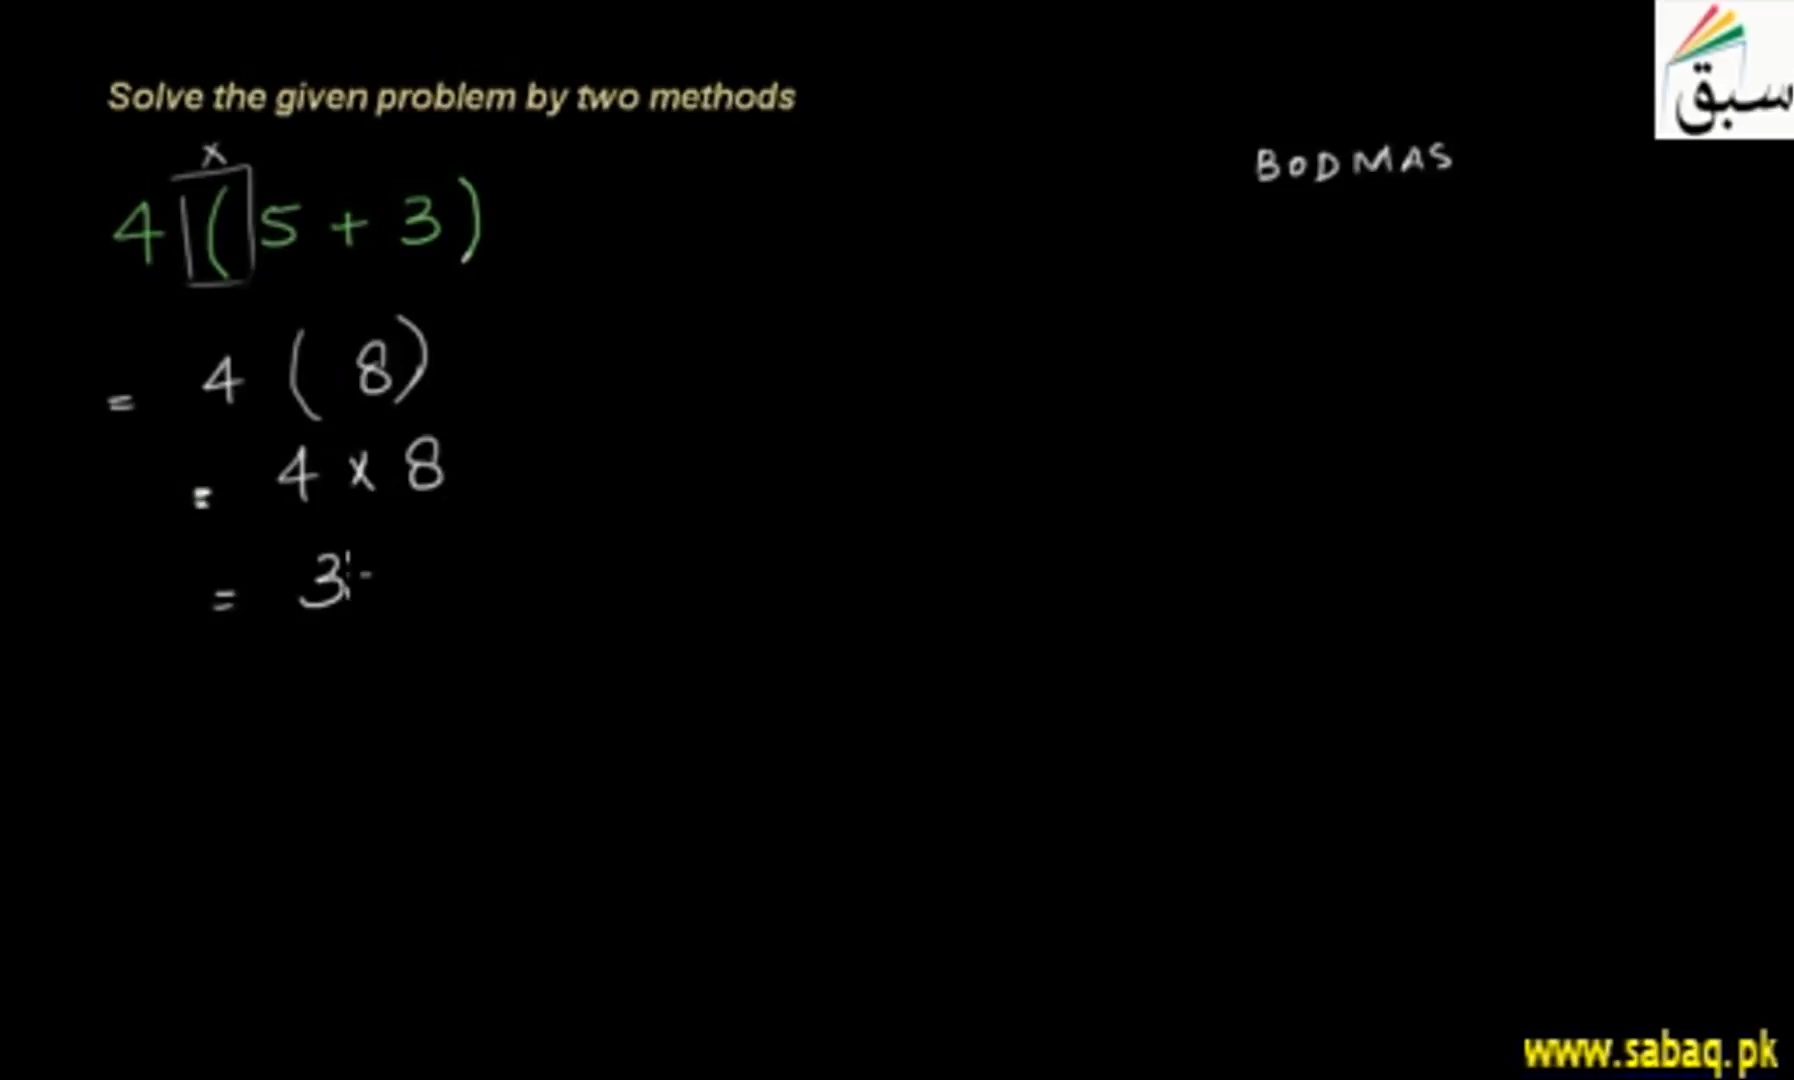 سبق
Solve the given problem by two methods
BODMAS
x
4 ( 5 + 3 )
= 4 ( 8 )
= 4 x 8
= 3
www.sabaq.pk